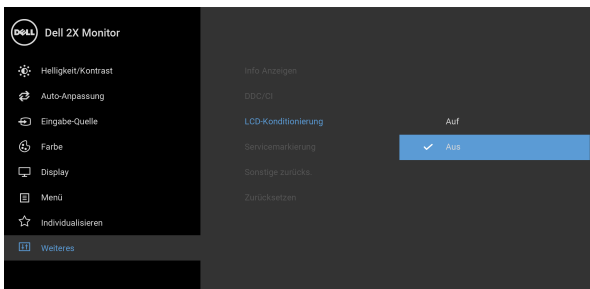 DELL Dell 2X Monitor
Helligkeit/Kontrast
Auto-Anpassung
Eingabe-Quelle
Farbe
Display
Menü
Individualisieren
Weiteres
Info Anzeigen
DDC/CI
LCD-Konditionierung
Servicemarkierung
Sonstige zurücks.
Zurücknetzen
Auf
Aus